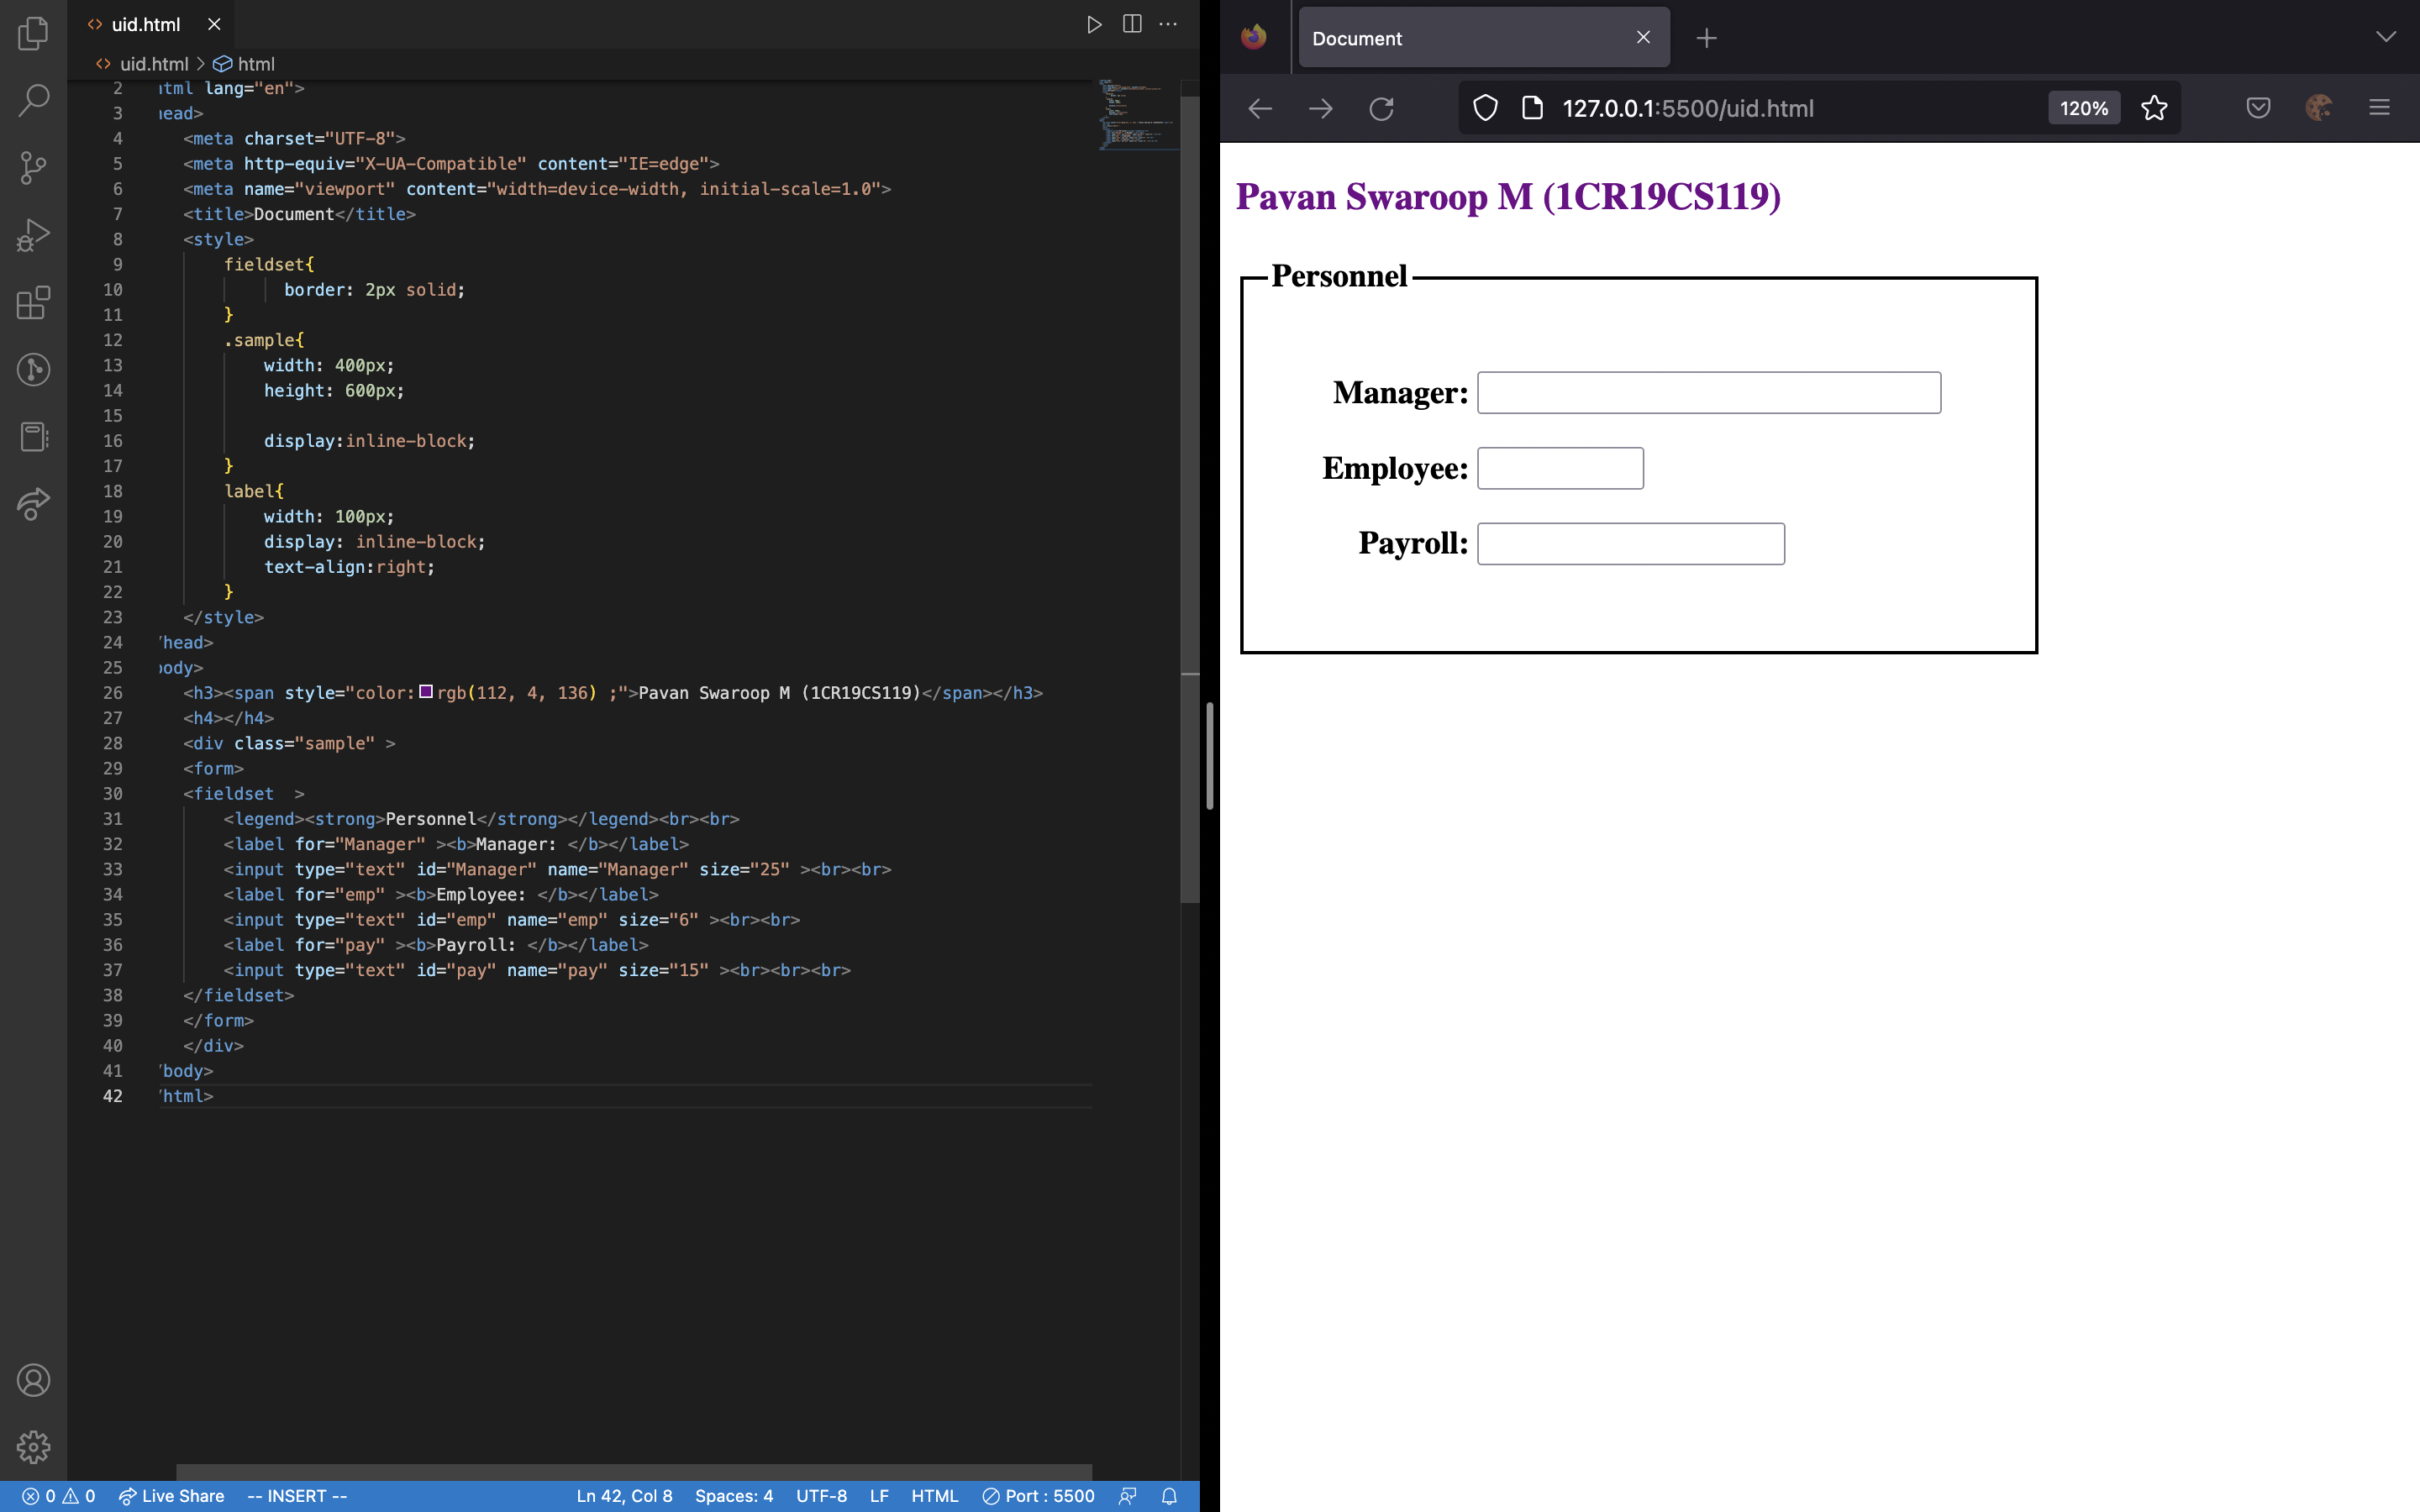 uid.html
uid.html > html
2 html lang="en">
3 head>
4 <meta charset="UTF-8">
5 <meta http-equiv="X-UA-Compatible" content="IE=edge">
6 <meta name="viewport" content="width=device-width, initial-scale=1.0">
7 <title>Document</title>
8 <style>
9 fieldset{
10 border: 2px solid;
11 }
12 .sample{
13 width: 400px;
14 height: 600px;
15
16 display:inline-block;
17 }
18 label{
19 width: 100px;
20 display: inline-block;
21 text-align:right;
22 }
23 </style>
24 /head>
25 body>
26 <h3><span style="color: rgb(112, 4, 136) ;">Pavan Swaroop M (1CR19CS119)</span></h3>
27 <h4></h4>
28 <div class="sample" >
29 <form>
30 <fieldset  >
31 <legend><strong>Personnel</strong></legend><br><br>
32 <label for="Manager" ><b>Manager: </b></label>
33 <input type="text" id="Manager" name="Manager" size="25" ><br><br>
34 <label for="emp" ><b>Employee: </b></label>
35 <input type="text" id="emp" name="emp" size="6" ><br><br>
36 <label for="pay" ><b>Payroll: </b></label>
37 <input type="text" id="pay" name="pay" size="15" ><br><br><br>
38 </fieldset>
39 </form>
40 </div>
41 /body>
42 /html>
0 0 Live Share -- INSERT -- Ln 42, Col 8 Spaces: 4 UTF-8 LF HTML Port : 5500
Document
127.0.0.1:5500/uid.html 120%
Pavan Swaroop M (1CR19CS119)
Personnel
Manager:
Employee:
Payroll: